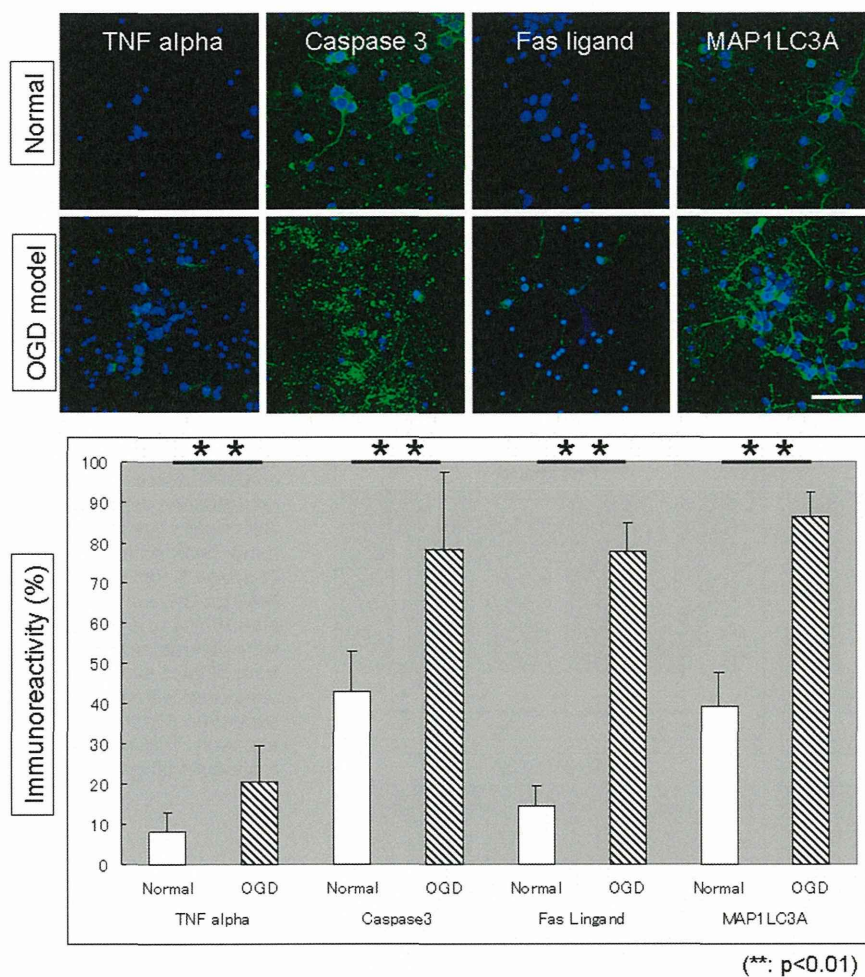 TNF alpha Caspase 3 Fas ligand MAP1LC3A
Normal
OGD model
** ** ** **
100
90
80
70
60
50
40
30
20
10
0
Immunoreactivity (%)
Normal OGD Normal OGD Normal OGD Normal OGD
TNF alpha Caspase3 Fas Lingand MAP1LC3A
(**: p<0.01)